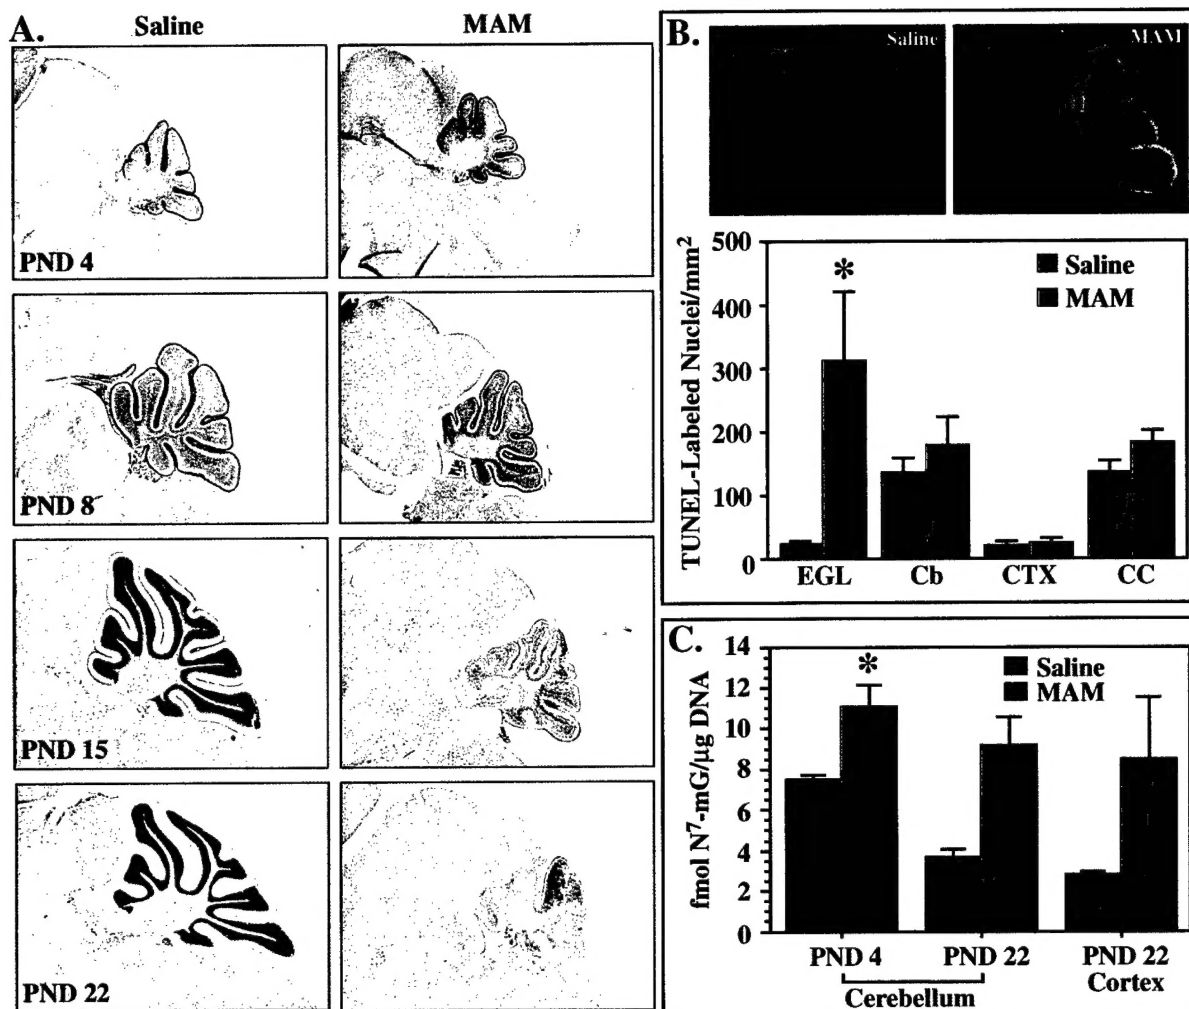 A.
Saline
MAM
PND 4
PND 8
PND 15
PND 22
B.
Saline
MAM
TUNEL-Labeled Nuclei/mm²
500
400
300
200
100
0
*
Saline
MAM
EGL
Cb
CTX
CC
C.
fmol N⁷-mG/µg DNA
14
12
10
8
6
4
2
0
*
Saline
MAM
PND 4
PND 22
PND 22
Cortex
Cerebellum